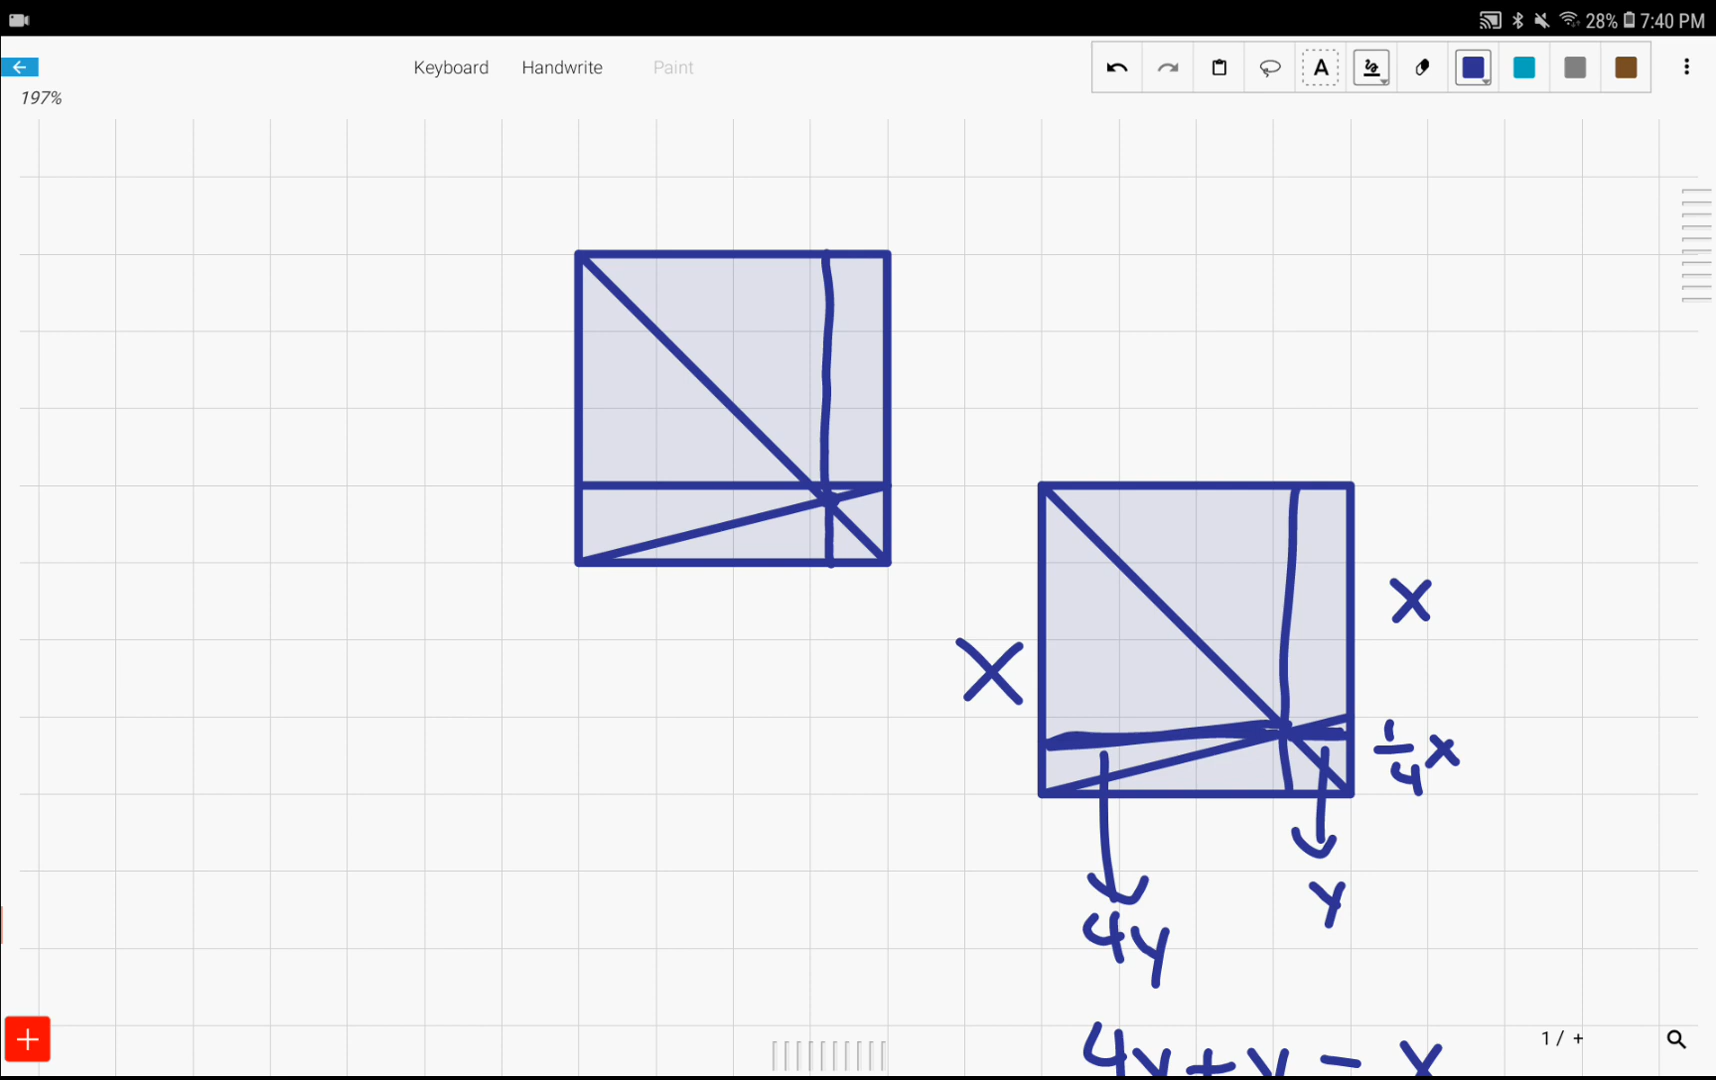 28% 7:40 PM
Keyboard Handwrite Paint
A
197%
X
X
1/4 X
Y
4y
4y + y = x
1 / +